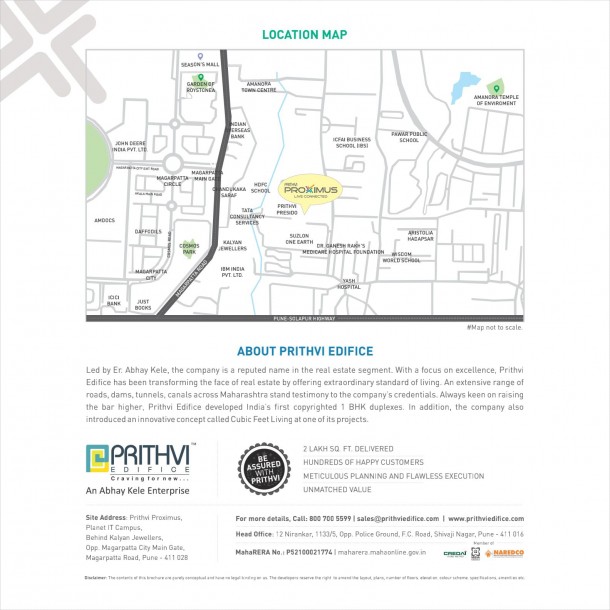 LOCATION MAP
SEASON'S MALL
GARDEN OF
AMANORA
TOWN CENTRE
AMANORA TEMPLE
OF ENVIROMENT
INDIAN
OVERSEAS
BANK
JOHN DEERE
INDIA PVT. LTD.
ICFAI BUSINESS
SCHOOL (IBS)
PAWAR PUBLIC
SCHOOL
MAGARPATTA
CIRCLE
MAGARPATTA
MAIN GATE
CHANDUKAKA
SARAF
HDFC
SCHOOL
PROXIMUS
LIVE CONNECTED
AMDOCS
TATA
CONSULTANCY
SERVICES
PRITHVI
PRESIDIO
DAFFODILS
COSMOS
PARK
KALYAN
JEWELLERS
SUZLON
ONE EARTH
DR. GANESH RAKH'S
MEDICARE HOSPITAL FOUNDATION
ARISTOLIA
HADAPSAR
WISDOM
WORLD SCHOOL
MAGARPATTA
CITY
IBM INDIA
PVT. LTD.
MAGARPATTA ROAD
YASH
HOSPITAL
ICICI
BANK
JUST
BOOKS
PUNE-SOLAPUR HIGHWAY
#Map not to scale.
ABOUT PRITHVI EDIFICE
Led by Er. Abhay Kele, the company is a reputed name in the real estate segment. With a focus on excellence, Prithvi
Edifice has been transforming the face of real estate by offering extraordinary standard of living. An extensive range of
roads, dams, tunnels, canals across Maharashtra stand testimony to the company's credentials. Always keen on raising
the bar higher, Prithvi Edifice developed India's first copyrighted 1 BHK duplexes. In addition, the company also
introduced an innovative concept called Cubic Feet Living at one of its projects.
PRITHVI™
EDIFICE
Craving for new...
An Abhay Kele Enterprise
BE
ASSURED
WITH
PRITHVI
2 LAKH SQ. FT. DELIVERED
HUNDREDS OF HAPPY CUSTOMERS
METICULOUS PLANNING AND FLAWLESS EXECUTION
UNMATCHED VALUE
Site Address: Prithvi Proximus,
Planet IT Campus,
Behind Kalyan Jewellers,
Opp. Magarpatta City Main Gate,
Magarpatta Road, Pune - 411 028
For more details, Call: 800 700 5599 | sales@prithviedifice.com | www.prithviedifice.com
Head Office: 12 Nirankar, 1133/5, Opp. Police Ground, F.C. Road, Shivaji Nagar, Pune - 411 016
Member of
MahaRERA No.: P52100021774 | maharera.mahaonline.gov.in
CREDAI
NAREDCO
Disclaimer: The contents of this brochure are purely conceptual and have no legal binding on us. The developers reserve the right to amend the layout, plans, number of floors, elevation, colour scheme, specifications, amenities etc.